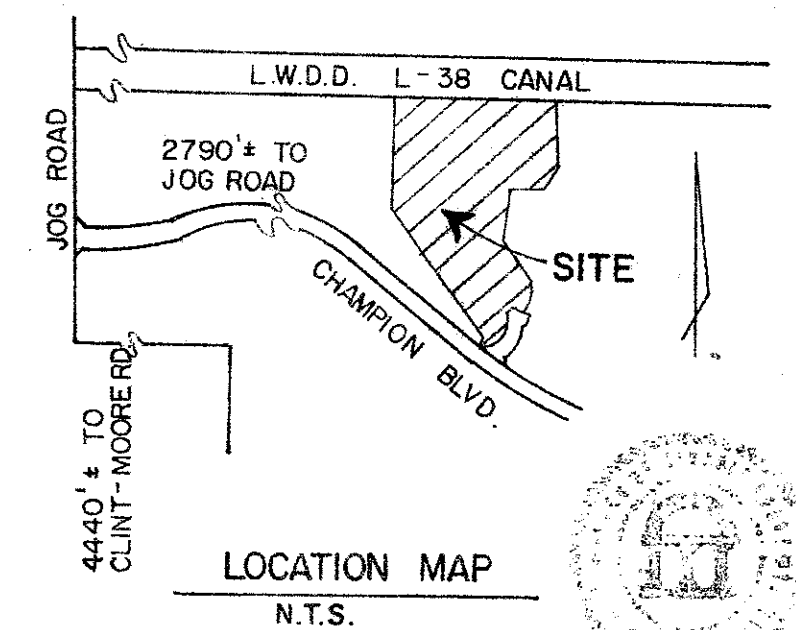 L.W.D.D. L-38 CANAL
JOG ROAD
2790'± TO
JOG ROAD
SITE
CHAMPION BLVD.
4440'± TO
CLINT-MOORE RD
LOCATION MAP
N.T.S.